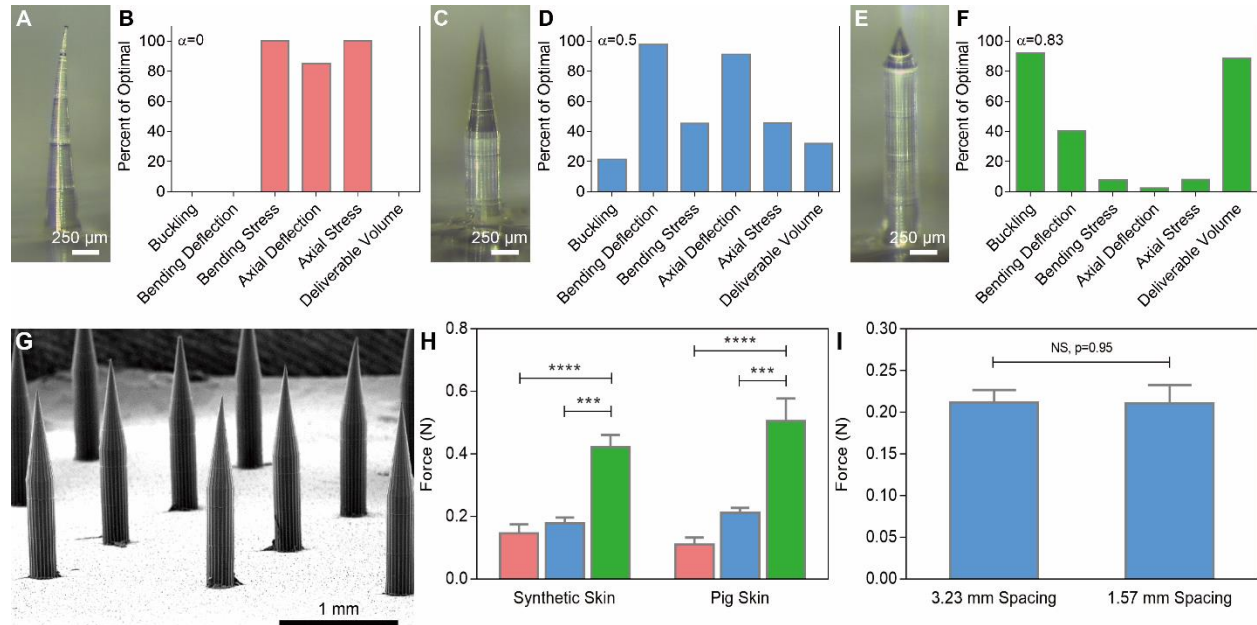 A
250 μm
B
α=0
Percent of Optimal
100
80
60
40
20
0
Buckling
Bending Deflection
Bending Stress
Axial Deflection
Axial Stress
Deliverable Volume
C
250 μm
D
α=0.5
Percent of Optimal
100
80
60
40
20
0
Buckling
Bending Deflection
Bending Stress
Axial Deflection
Axial Stress
Deliverable Volume
E
250 μm
F
α=0.83
Percent of Optimal
100
80
60
40
20
0
Buckling
Bending Deflection
Bending Stress
Axial Deflection
Axial Stress
Deliverable Volume
G
1 mm
H
Force (N)
0.8
0.6
0.4
0.2
0.0
****
***
****
***
Synthetic Skin
Pig Skin
I
Force (N)
0.30
0.25
0.20
0.15
0.10
0.05
0.00
NS, p=0.95
3.23 mm Spacing
1.57 mm Spacing